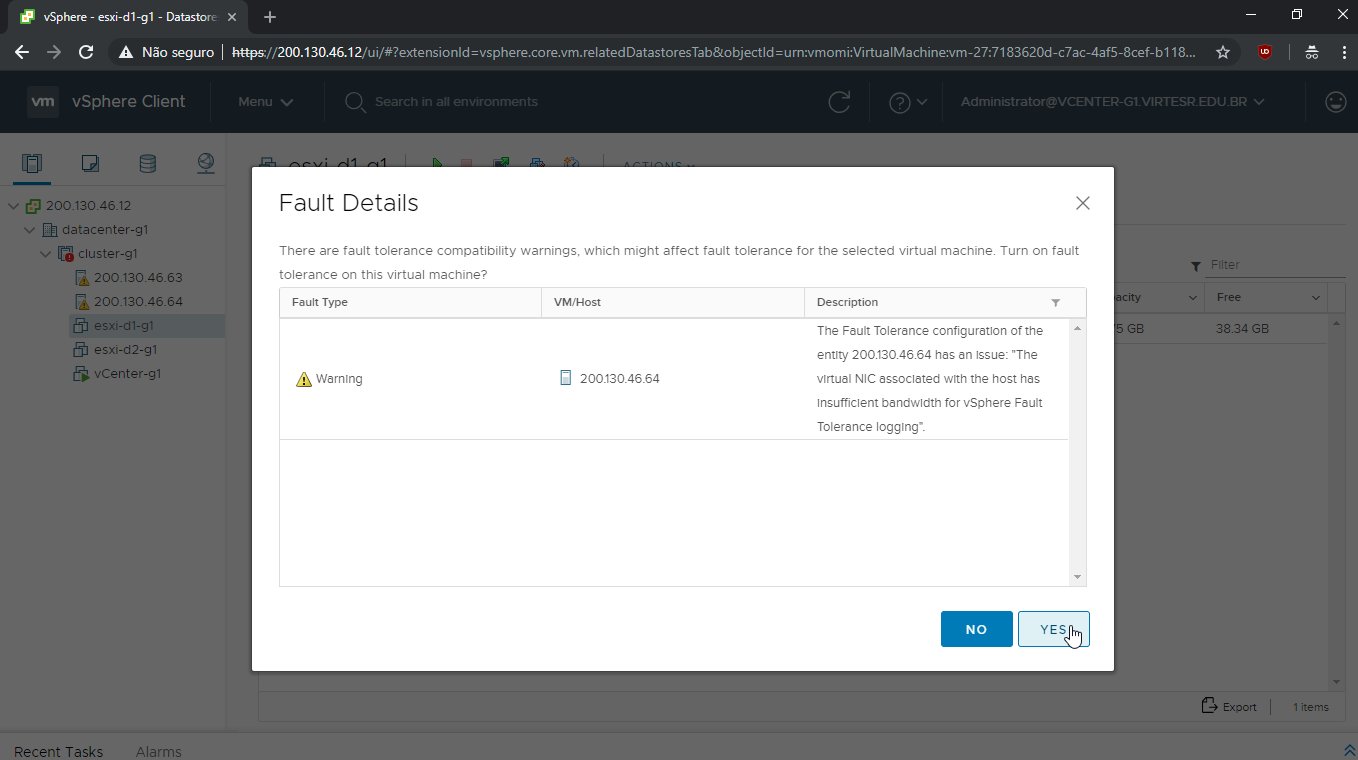 vSphere - esxi-d1-g1 - Datastore
Não seguro
https://200.130.46.12/ui/#?extensionId=vsphere.core.vm.relatedDatastoresTab&objectId=urn:vmomi:VirtualMachine:vm-27:7183620d-c7ac-4af5-8cef-b118...
vm
vSphere Client
Menu
Search in all environments
Administrator@VCENTER-G1.VIRTESR.EDU.BR
esxi-d1-g1
ACTIONS
200.130.46.12
datacenter-g1
cluster-g1
200.130.46.63
200.130.46.64
esxi-d1-g1
esxi-d2-g1
vCenter-g1
Fault Details
There are fault tolerance compatibility warnings, which might affect fault tolerance for the selected virtual machine. Turn on fault
tolerance on this virtual machine?
Fault Type
VM/Host
Description
Warning
200.130.46.64
The Fault Tolerance configuration of the
entity 200.130.46.64 has an issue: "The
virtual NIC associated with the host has
insufficient bandwidth for vSphere Fault
Tolerance logging".
NO
YES
Filter
acity
Free
5 GB
38.34 GB
Export
1 items
Recent Tasks
Alarms